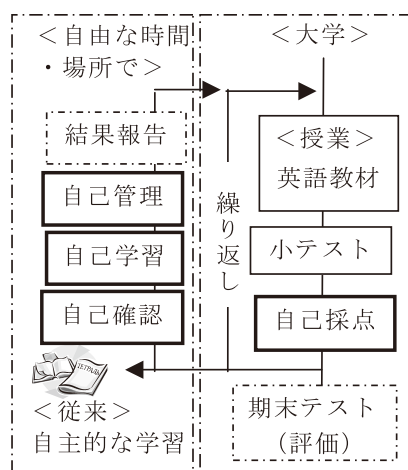 ＜自由な時間
・場所で＞
結果報告
自己管理
自己学習
自己確認
ТЕТРАДЬ
＜従来＞
自主的な学習
繰り返し
＜大学＞
＜授業＞
英語教材
小テスト
自己採点
期末テスト
（評価）